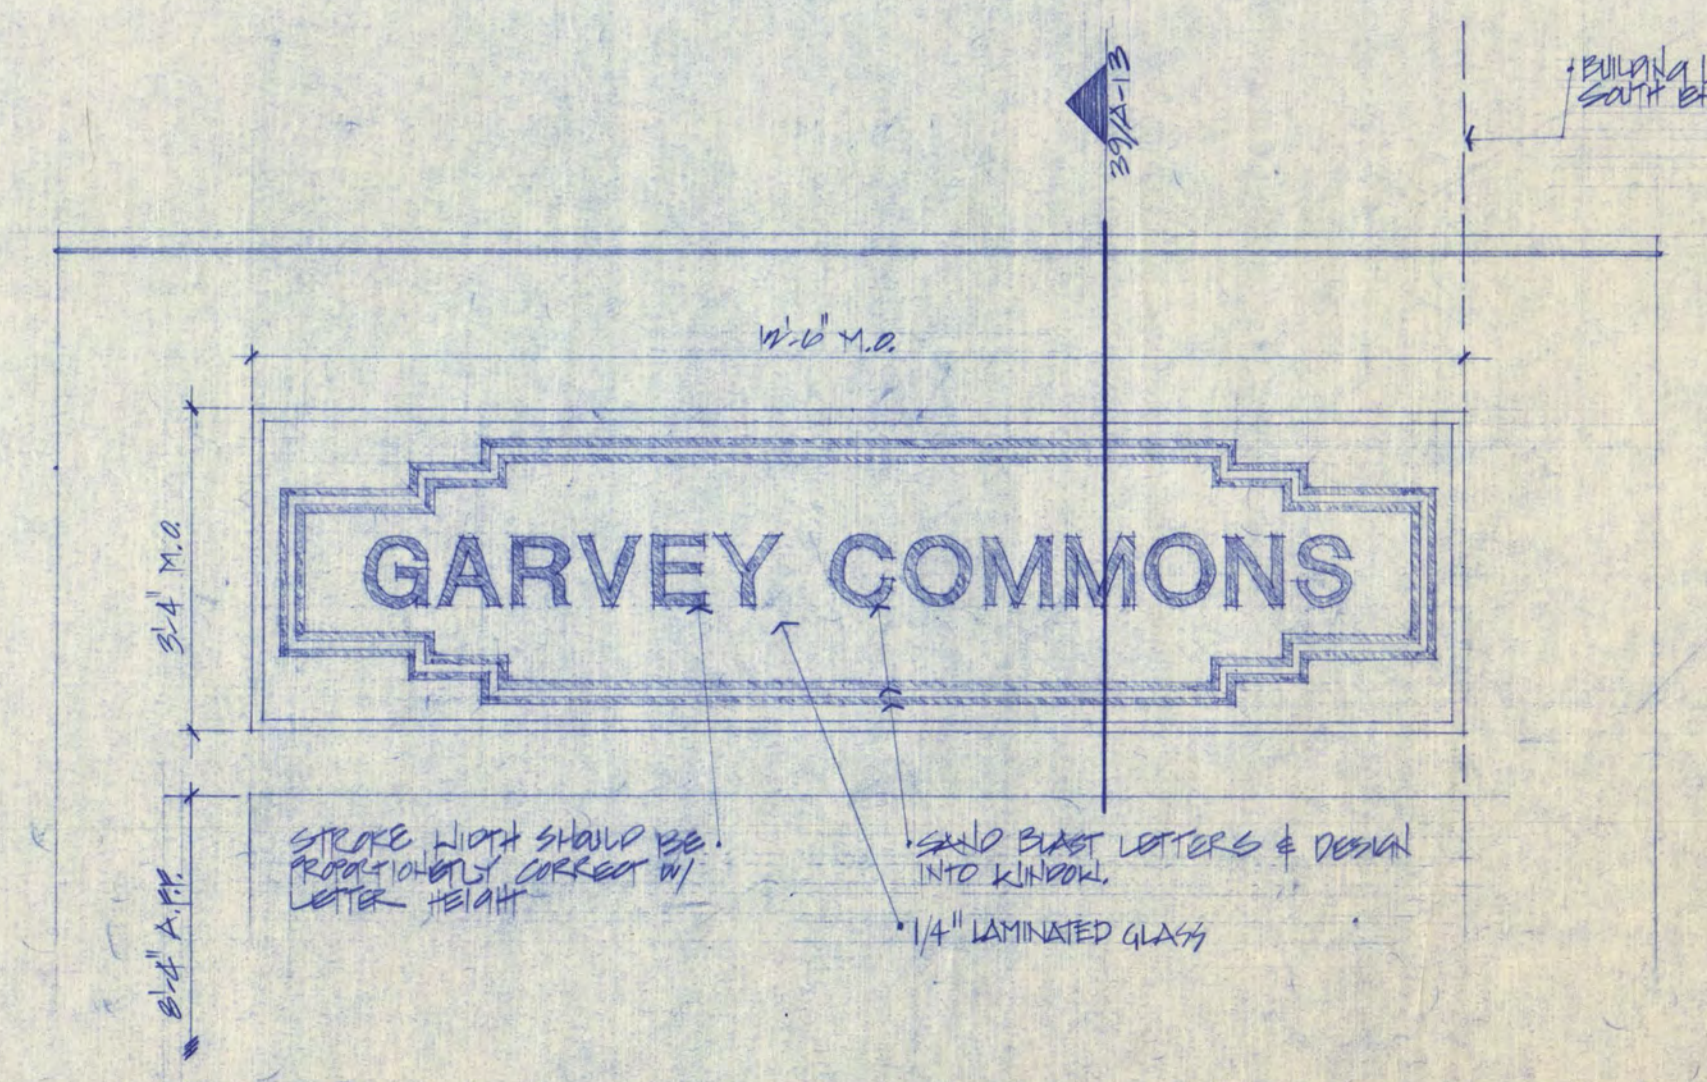 39/A-13
BUILDING
SOUTH
12'-6" M.O.
3'-4" M.O.
GARVEY COMMONS
STROKE WIDTH SHOULD BE
PROPORTIONETLY CORRECT W/
LETTER HEIGHT
SAND BLAST LETTERS & DESIGN
INTO WINDOW.
1/4" LAMINATED GLASS
8'-4" A.F.F.